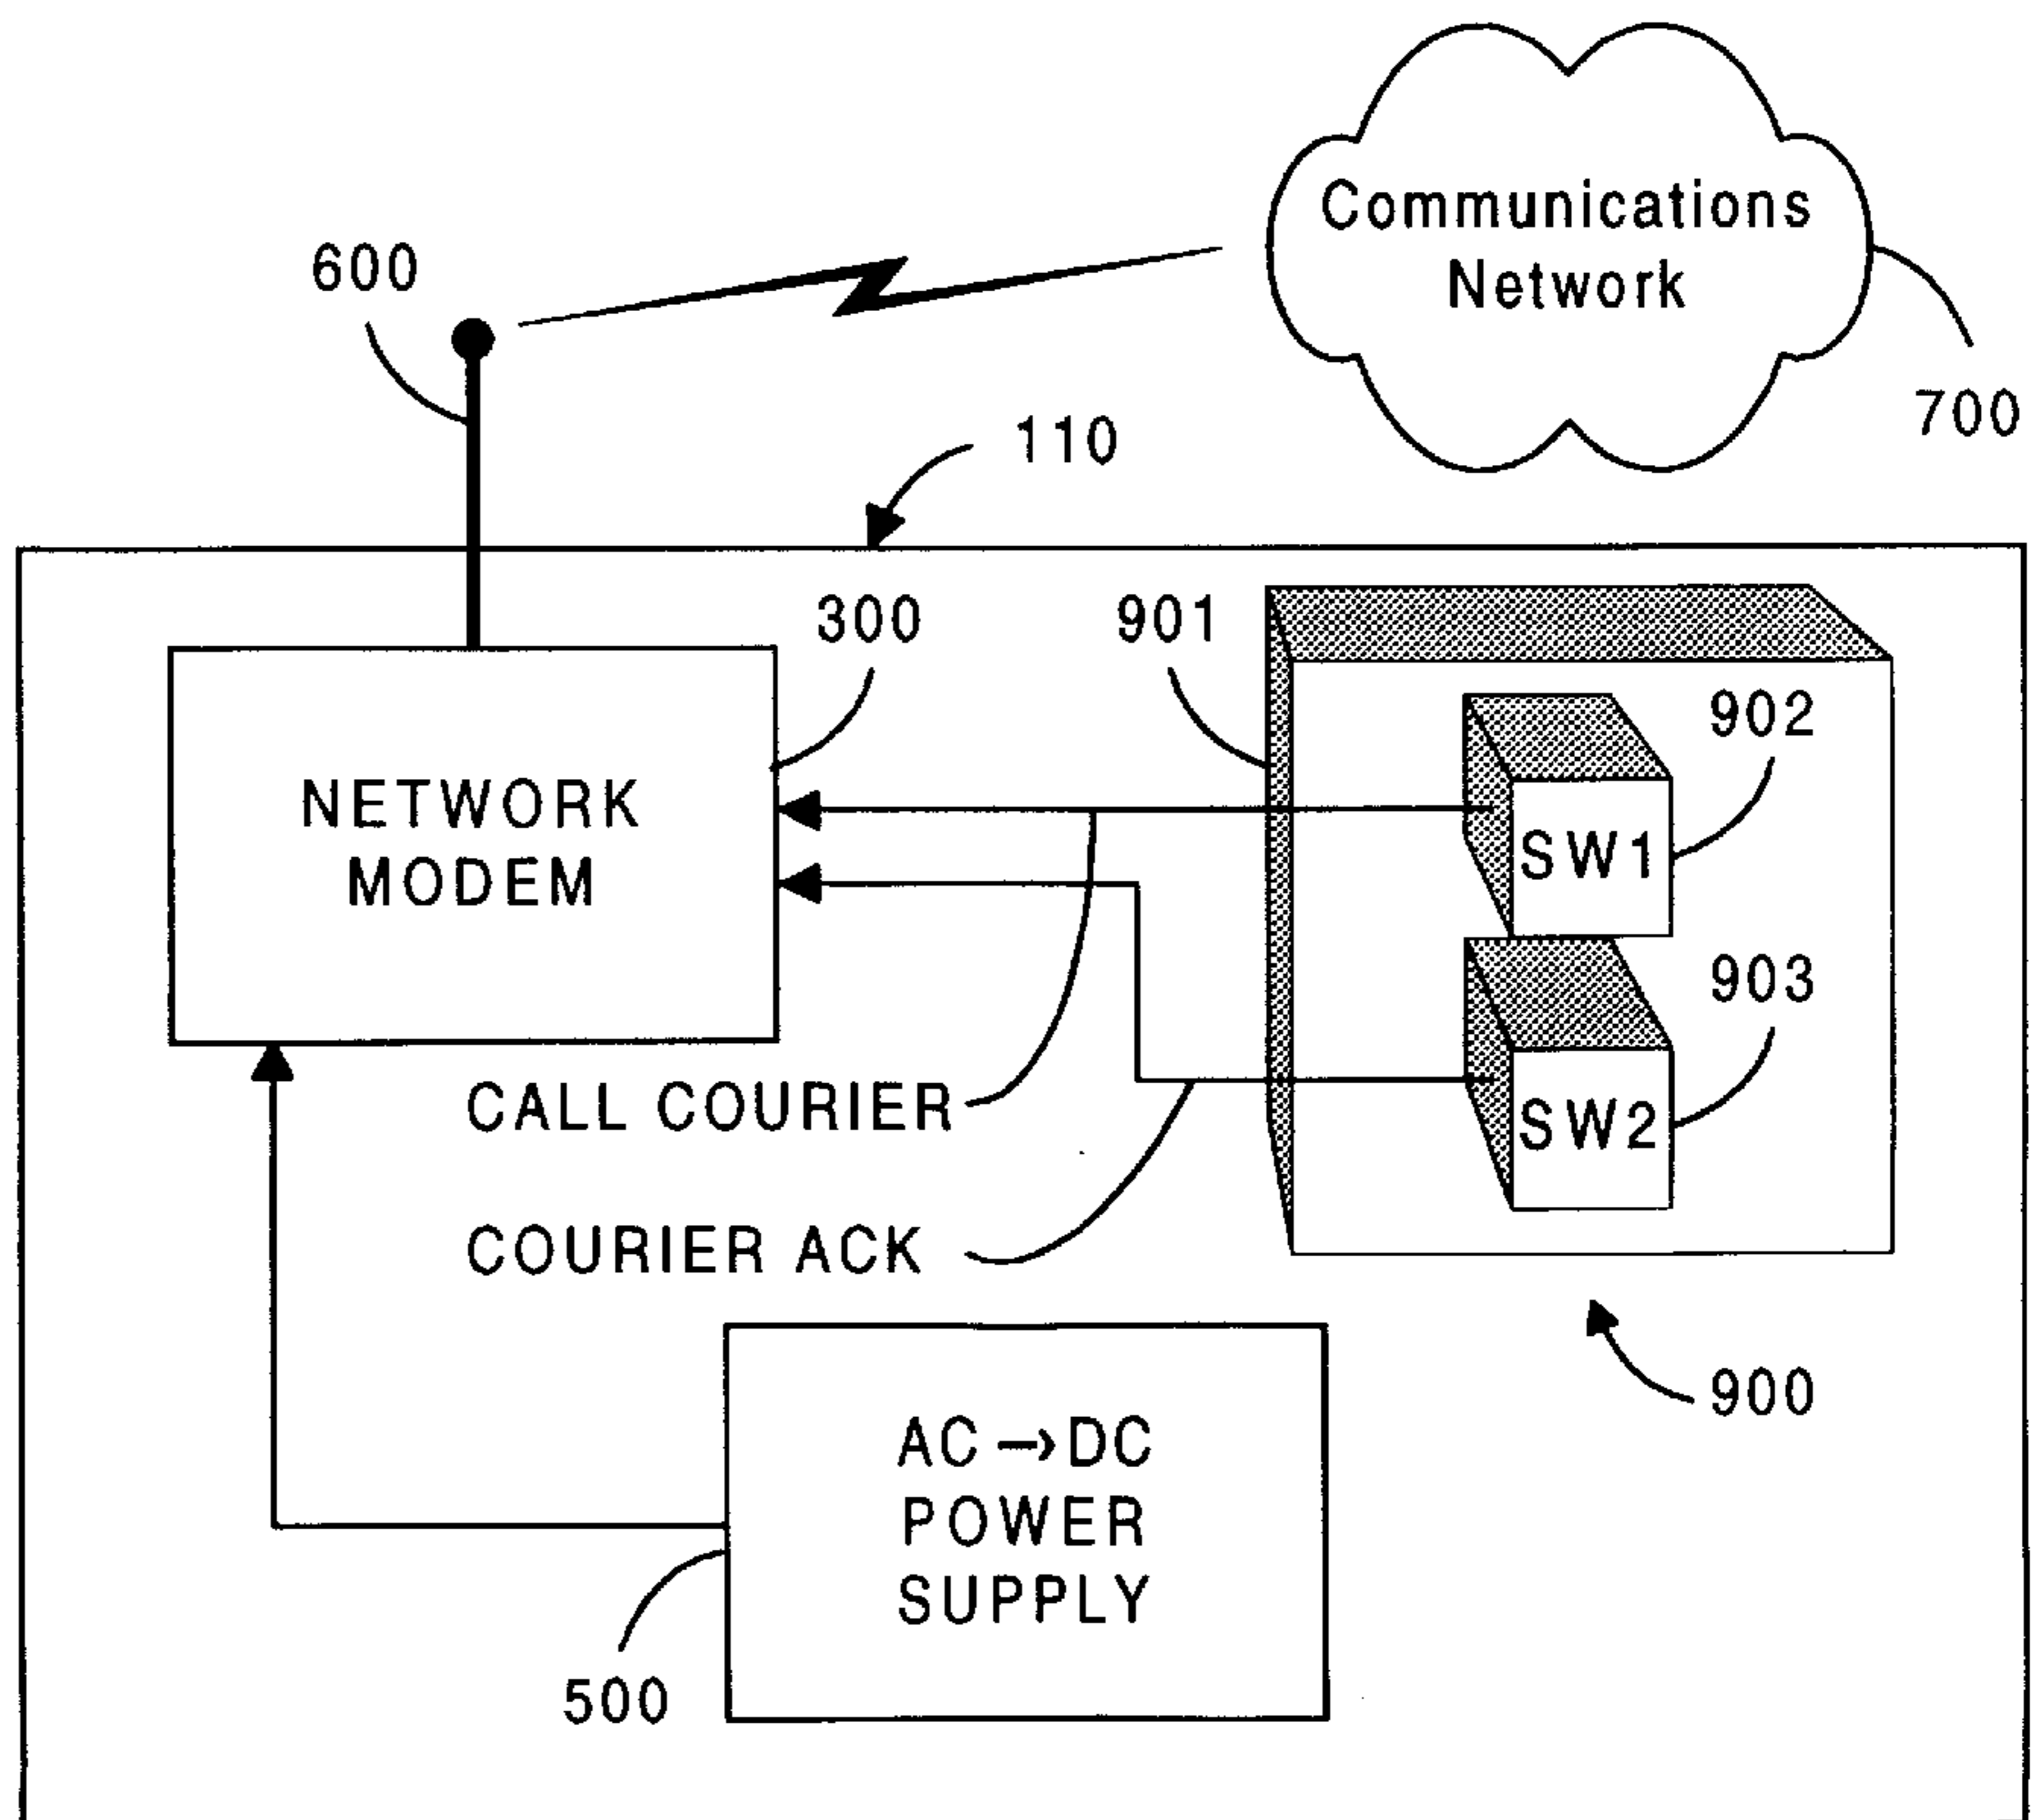 Communications
Network
600
700
110
300
901
902
NETWORK
MODEM
SW1
903
CALL COURIER
SW2
COURIER ACK
900
AC→DC
POWER
SUPPLY
500